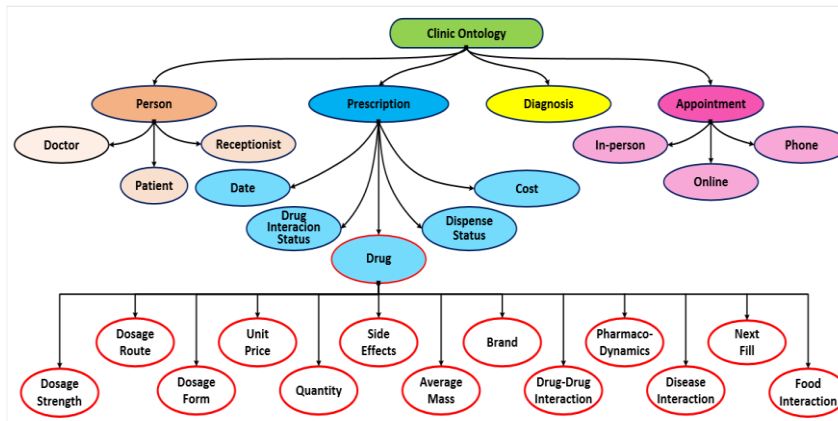 Clinic Ontology
Person
Prescription
Diagnosis
Appointment
Doctor
Receptionist
Patient
In-person
Phone
Online
Date
Cost
Drug
Interacion
Status
Dispense
Status
Drug
Dosage
Route
Unit
Price
Side
Effects
Brand
Pharmaco-
Dynamics
Next
Fill
Dosage
Strength
Dosage
Form
Quantity
Average
Mass
Drug-Drug
Interaction
Disease
Interaction
Food
Interaction